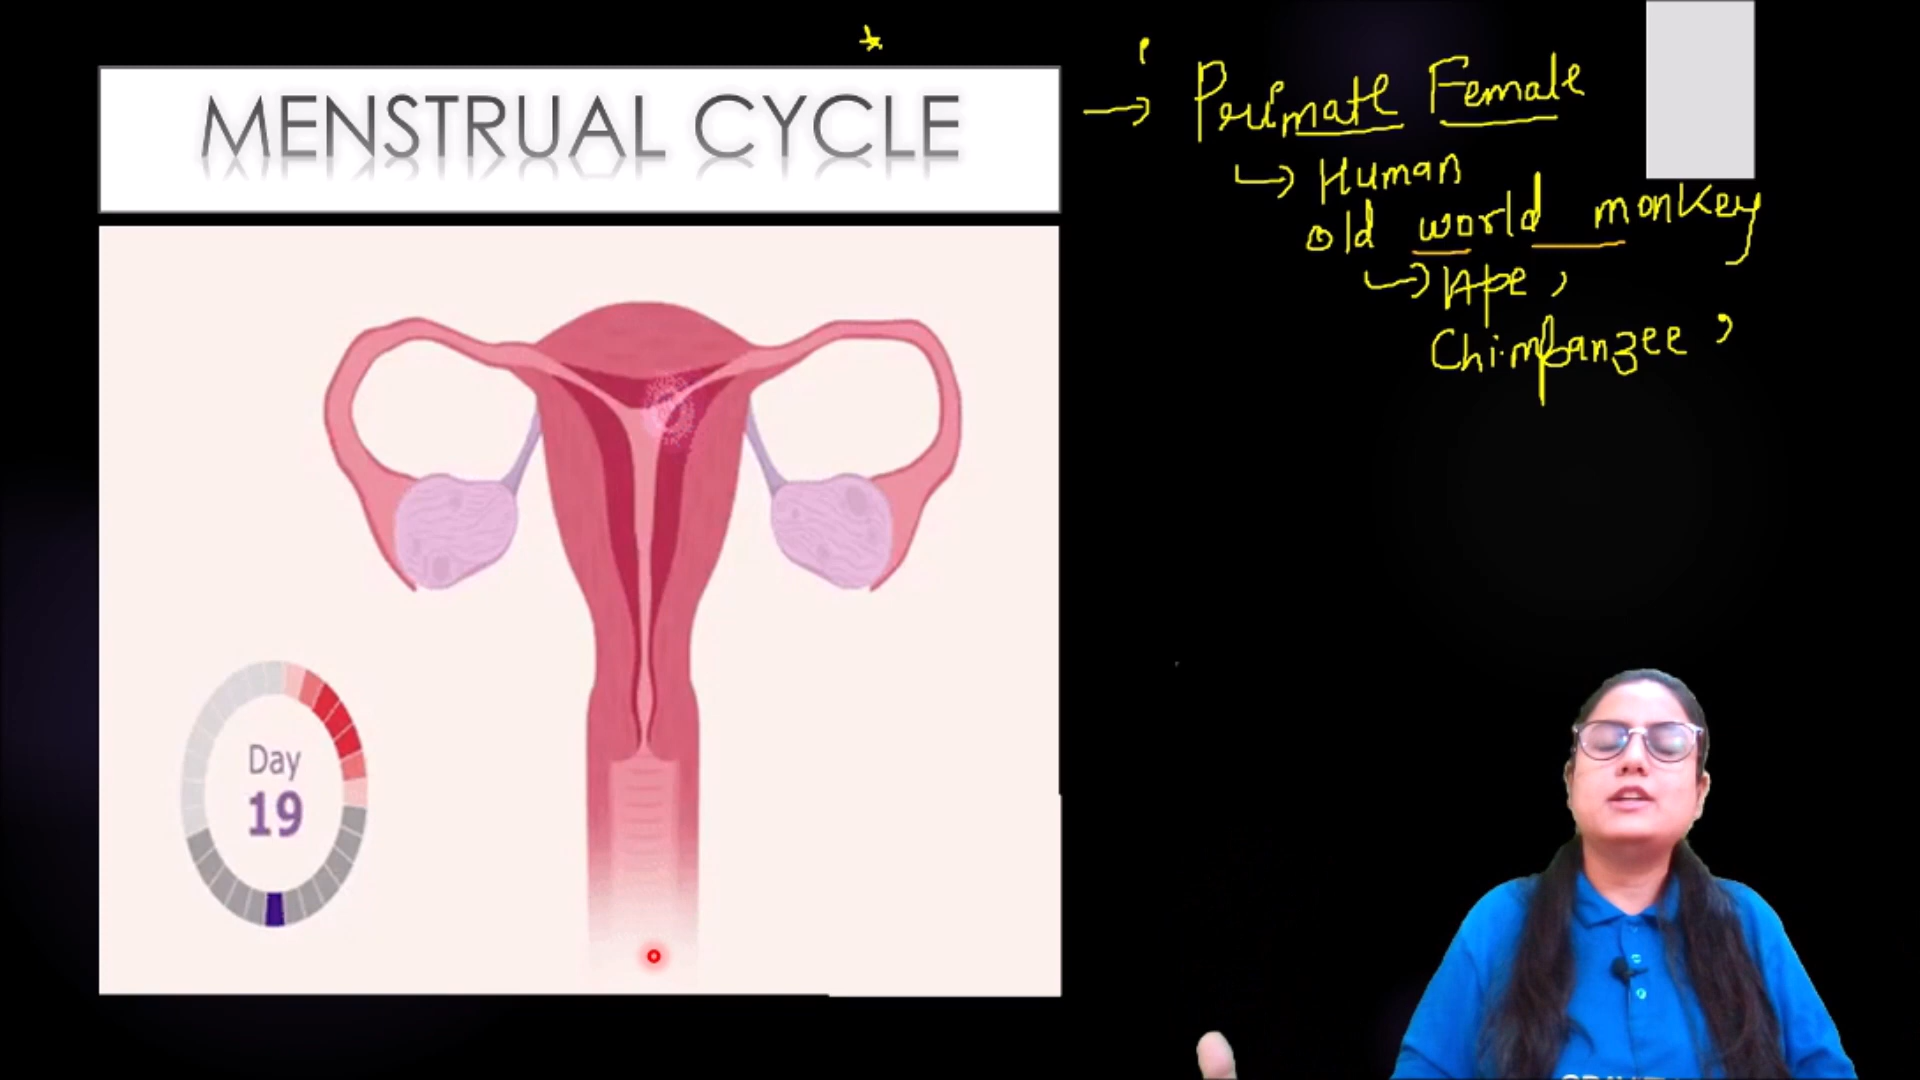 MENSTRUAL CYCLE
→ Primate Female
↳ Human
old world monkey
↳ Ape,
Chimpanzee,
Day
19